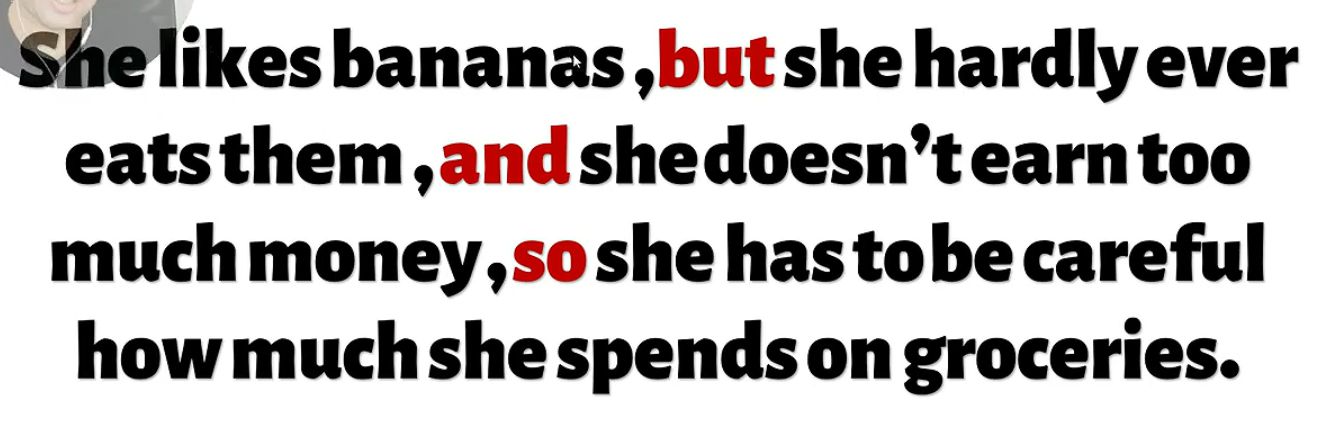 She likes bananas ,but she hardly ever
eats them ,and she doesn’t earn too
much money ,so she has to be careful
how much she spends on groceries.